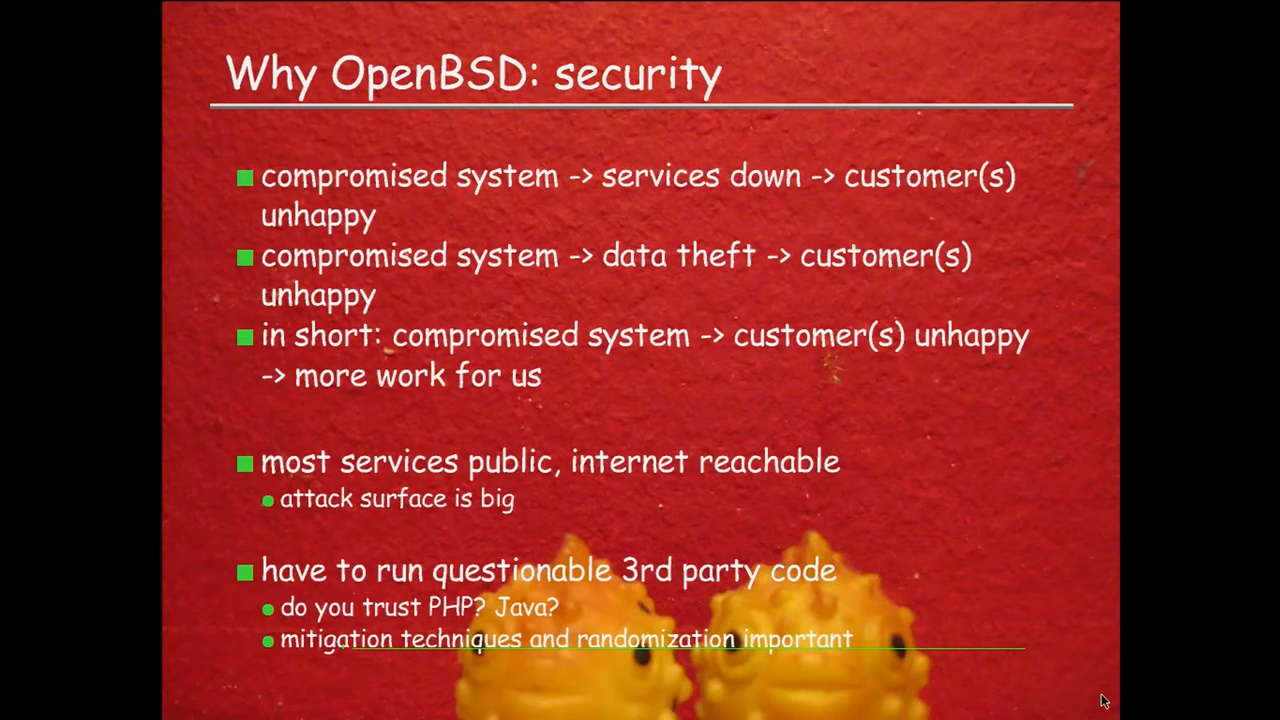 Why OpenBSD: security
compromised system -> services down -> customer(s)
unhappy
compromised system -> data theft -> customer(s)
unhappy
in short: compromised system -> customer(s) unhappy
-> more work for us
most services public, internet reachable
attack surface is big
have to run questionable 3rd party code
do you trust PHP? Java?
mitigation techniques and randomization important